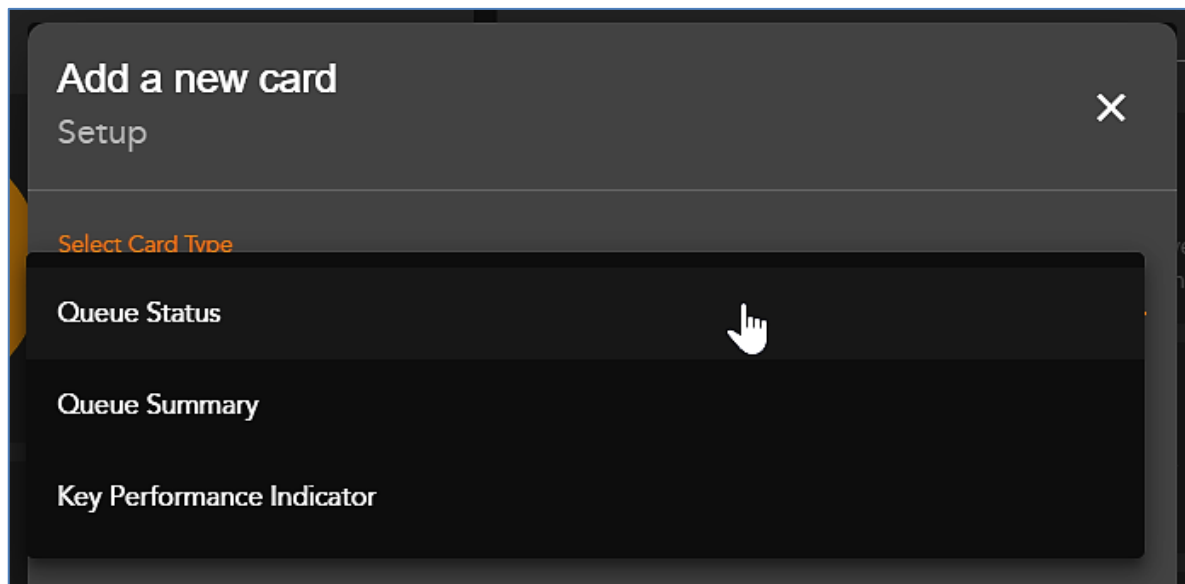 Add a new card
Setup
Select Card Type
Queue Status
Queue Summary
Key Performance Indicator